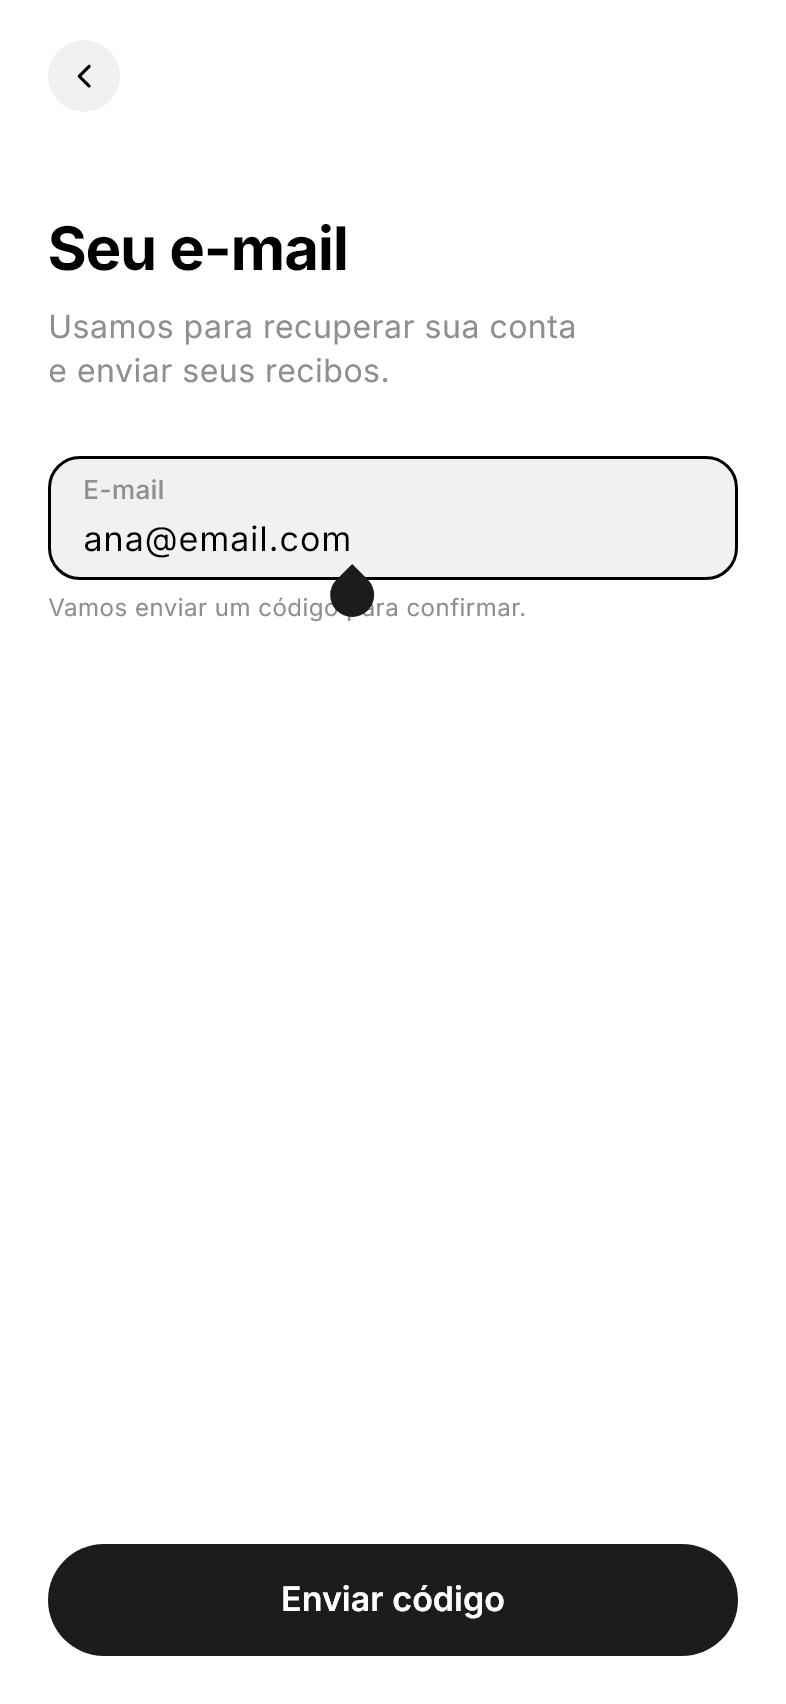 Seu e-mail
Usamos para recuperar sua conta
e enviar seus recibos.
E-mail
ana@email.com
Vamos enviar um código para confirmar.
Enviar código